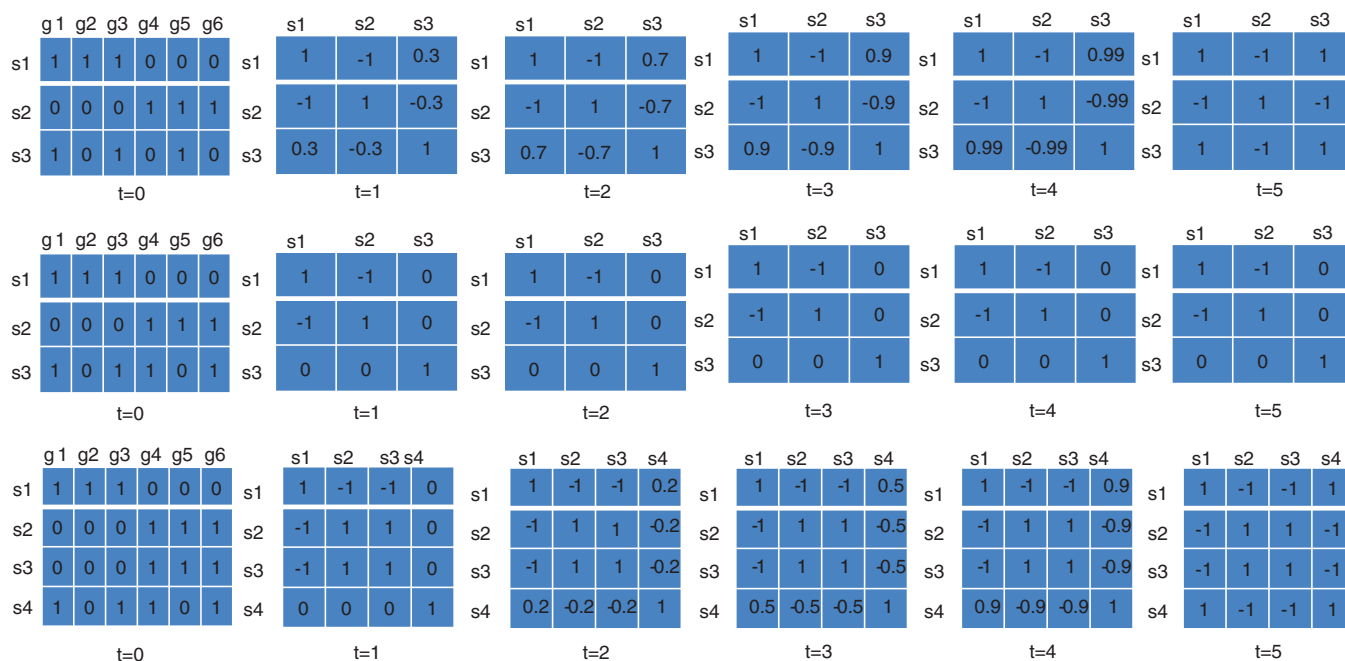 g 1 g2 g3 g4 g5 g6 s1 s2 s3 s1 s2 s3 s1 s2 s3 s1 s2 s3 s1 s2 s3
s1 1 1 1 0 0 0 s1 1 -1 0.3 s1 1 -1 0.7 s1 1 -1 0.9 s1 1 -1 0.99 s1 1 -1 1
s2 0 0 0 1 1 1 s2 -1 1 -0.3 s2 -1 1 -0.7 s2 -1 1 -0.9 s2 -1 1 -0.99 s2 -1 1 -1
s3 1 0 1 0 1 0 s3 0.3 -0.3 1 s3 0.7 -0.7 1 s3 0.9 -0.9 1 s3 0.99 -0.99 1 s3 1 -1 1
t=0 t=1 t=2 t=3 t=4 t=5
g 1 g2 g3 g4 g5 g6 s1 s2 s3 s1 s2 s3 s1 s2 s3 s1 s2 s3 s1 s2 s3
s1 1 1 1 0 0 0 s1 1 -1 0 s1 1 -1 0 s1 1 -1 0 s1 1 -1 0 s1 1 -1 0
s2 0 0 0 1 1 1 s2 -1 1 0 s2 -1 1 0 s2 -1 1 0 s2 -1 1 0 s2 -1 1 0
s3 1 0 1 1 0 1 s3 0 0 1 s3 0 0 1 s3 0 0 1 s3 0 0 1 s3 0 0 1
t=0 t=1 t=2 t=3 t=4 t=5
g 1 g2 g3 g4 g5 g6 s1 s2 s3 s4 s1 s2 s3 s4 s1 s2 s3 s4 s1 s2 s3 s4 s1 s2 s3 s4
s1 1 1 1 0 0 0 s1 1 -1 -1 0 s1 1 -1 -1 0.2 s1 1 -1 -1 0.5 s1 1 -1 -1 0.9 s1 1 -1 -1 1
s2 0 0 0 1 1 1 s2 -1 1 1 0 s2 -1 1 1 -0.2 s2 -1 1 1 -0.5 s2 -1 1 1 -0.9 s2 -1 1 1 -1
s3 0 0 0 1 1 1 s3 -1 1 1 0 s3 -1 1 1 -0.2 s3 -1 1 1 -0.5 s3 -1 1 1 -0.9 s3 -1 1 1 -1
s4 1 0 1 1 0 1 s4 0 0 0 1 s4 0.2 -0.2 -0.2 1 s4 0.5 -0.5 -0.5 1 s4 0.9 -0.9 -0.9 1 s4 1 -1 -1 1
t=0 t=1 t=2 t=3 t=4 t=5